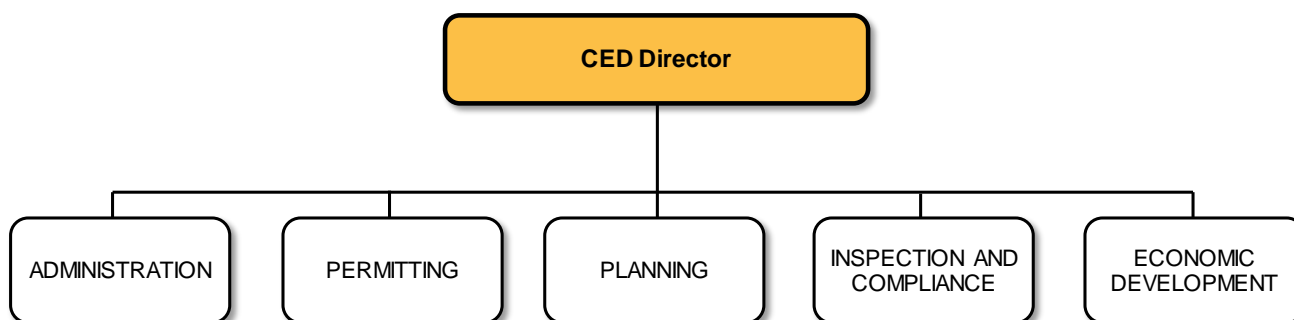 CED Director
ADMINISTRATION
PERMITTING
PLANNING
INSPECTION AND
COMPLIANCE
ECONOMIC
DEVELOPMENT